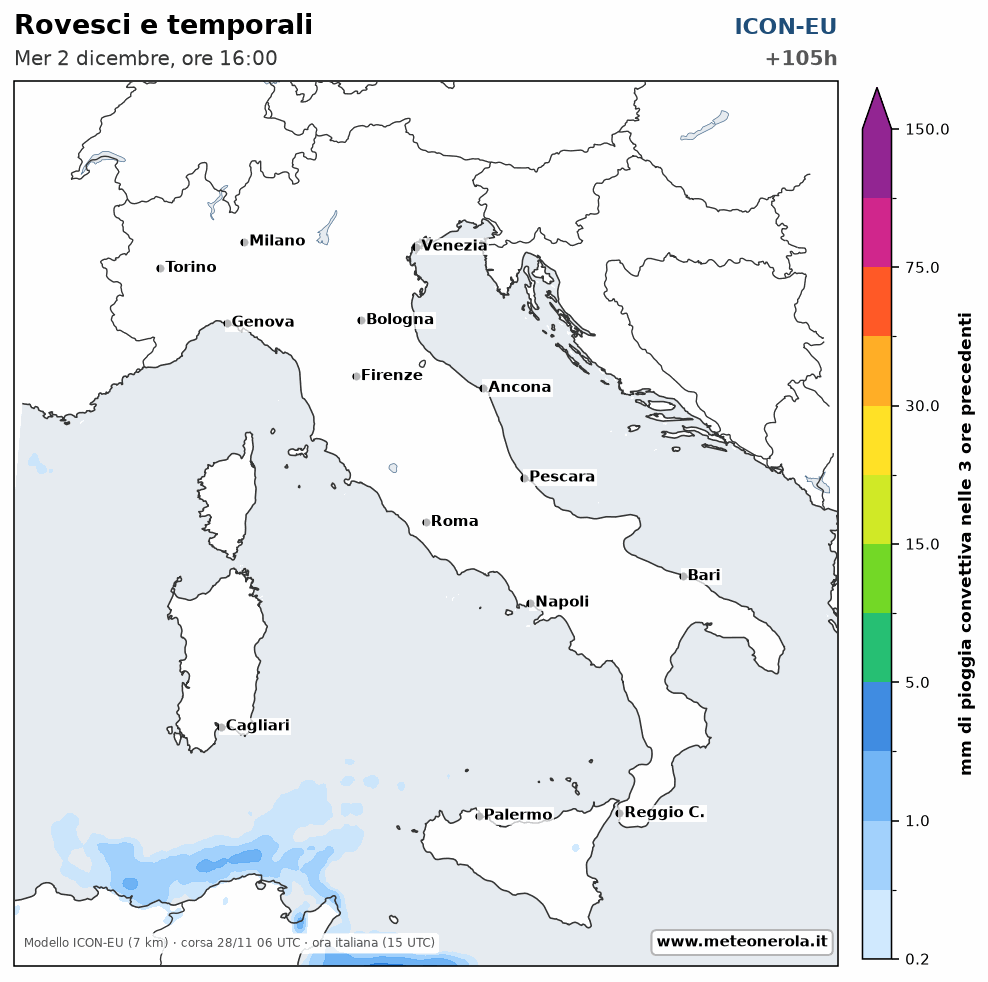 Rovesci e temporali
ICON-EU
Mer 2 dicembre, ore 16:00
+105h
Milano
Venezia
Torino
Genova
Bologna
Firenze
Ancona
Pescara
Roma
Bari
Napoli
Cagliari
Palermo
Reggio C.
150.0
75.0
30.0
15.0
5.0
1.0
0.2
mm di pioggia convettiva nelle 3 ore precedenti
Modello ICON-EU (7 km) · corsa 28/11 06 UTC · ora italiana (15 UTC)
www.meteonerola.it